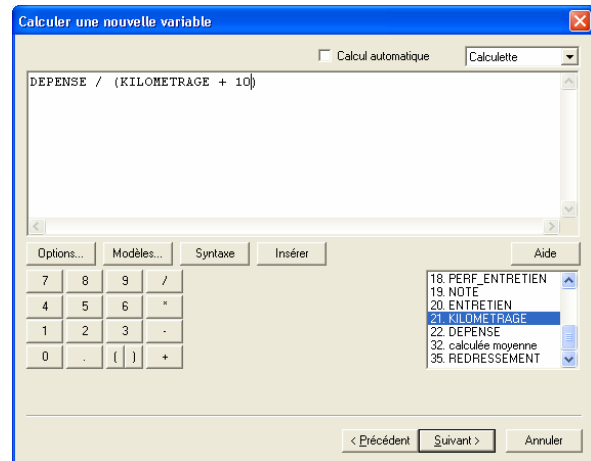 Calculer une nouvelle variable
Calcul automatique
Calculette
DEPENSE / (KILOMETRAGE + 10)
Options...
Modèles...
Syntaxe
Insérer
Aide
7 8 9 /
4 5 6 *
1 2 3 -
0 . ( ) +
18. PERF_ENTRETIEN
19. NOTE
20. ENTRETIEN
21. KILOMETRAGE
22. DEPENSE
32. calculée moyenne
35. REDRESSEMENT
< Précédent
Suivant >
Annuler